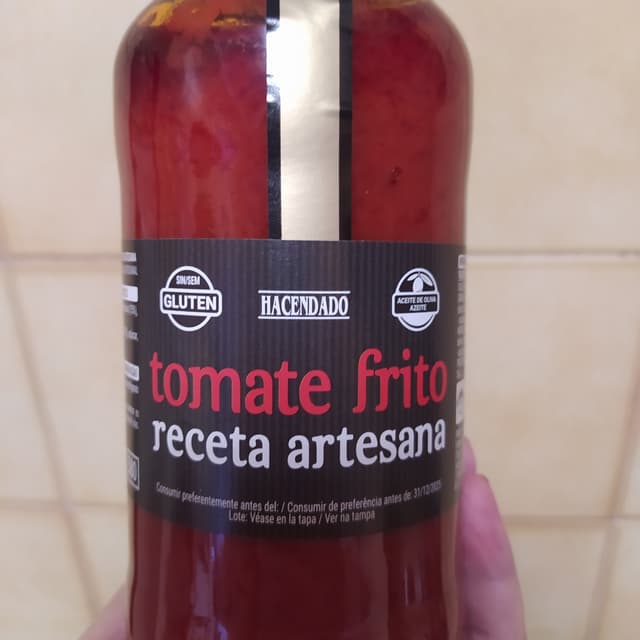 SIN/SEM
GLUTEN
HACENDADO
ACEITE DE OLIVA
AZEITE
tomate frito
receta artesana
Consumir preferentemente antes del: / Consumir de preferência antes de: 31/12/2025
Lote: Véase en la tapa / Ver na tampa